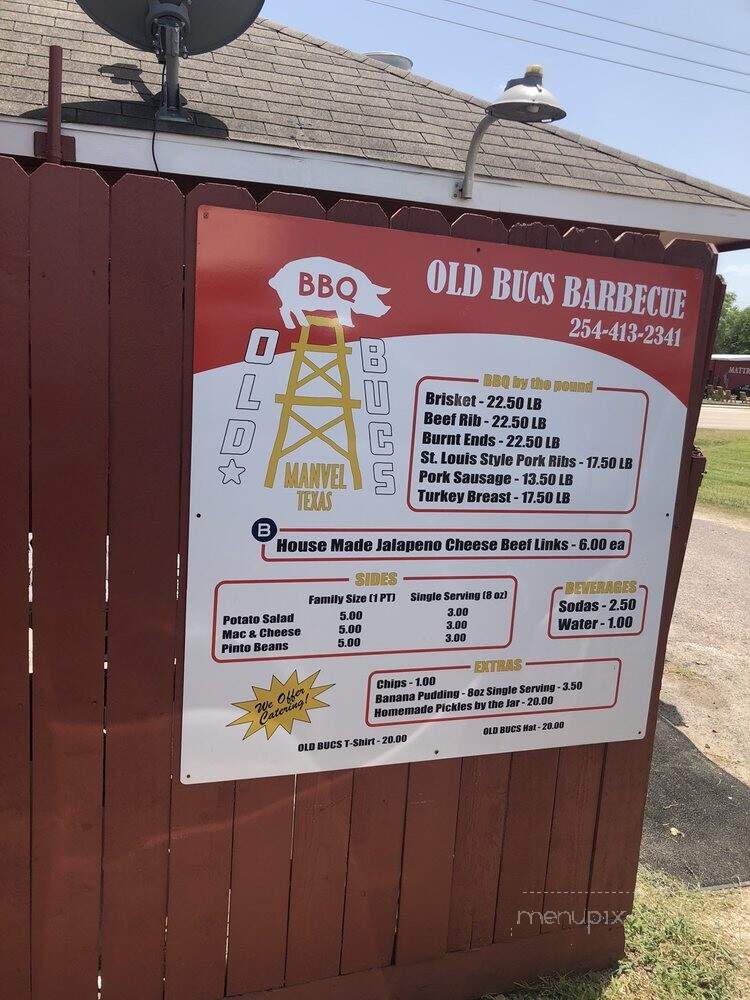 BBQ
OLD BUCS BARBECUE
254-413-2341
OLD
BUCS
MANVEL
TEXAS
BBQ by the pound
Brisket - 22.50 LB
Beef Rib - 22.50 LB
Burnt Ends - 22.50 LB
St. Louis Style Pork Ribs - 17.50 LB
Pork Sausage - 13.50 LB
Turkey Breast - 17.50 LB
B
House Made Jalapeno Cheese Beef Links - 6.00 ea
SIDES
Family Size (1 PT) Single Serving (8 oz)
Potato Salad 5.00 3.00
Mac & Cheese 5.00 3.00
Pinto Beans 5.00 3.00
BEVERAGES
Sodas - 2.50
Water - 1.00
EXTRAS
Chips - 1.00
Banana Pudding - 8oz Single Serving - 3.50
Homemade Pickles by the Jar - 20.00
We Offer
Catering!
OLD BUCS T-Shirt - 20.00
OLD BUCS Hat - 20.00
menupix